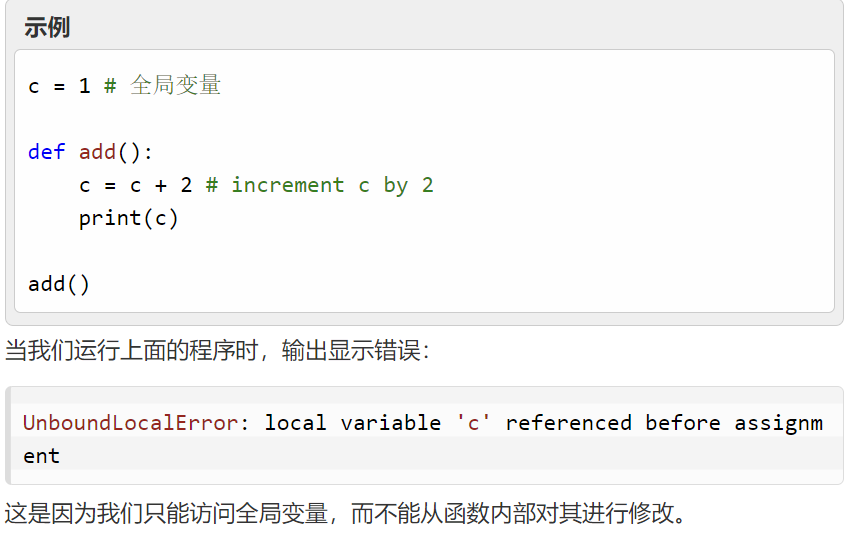 示例
c = 1 # 全局变量
def add():
    c = c + 2 # increment c by 2
    print(c)
add()
当我们运行上面的程序时，输出显示错误：
UnboundLocalError: local variable 'c' referenced before assignm
ent
这是因为我们只能访问全局变量，而不能从函数内部对其进行修改。